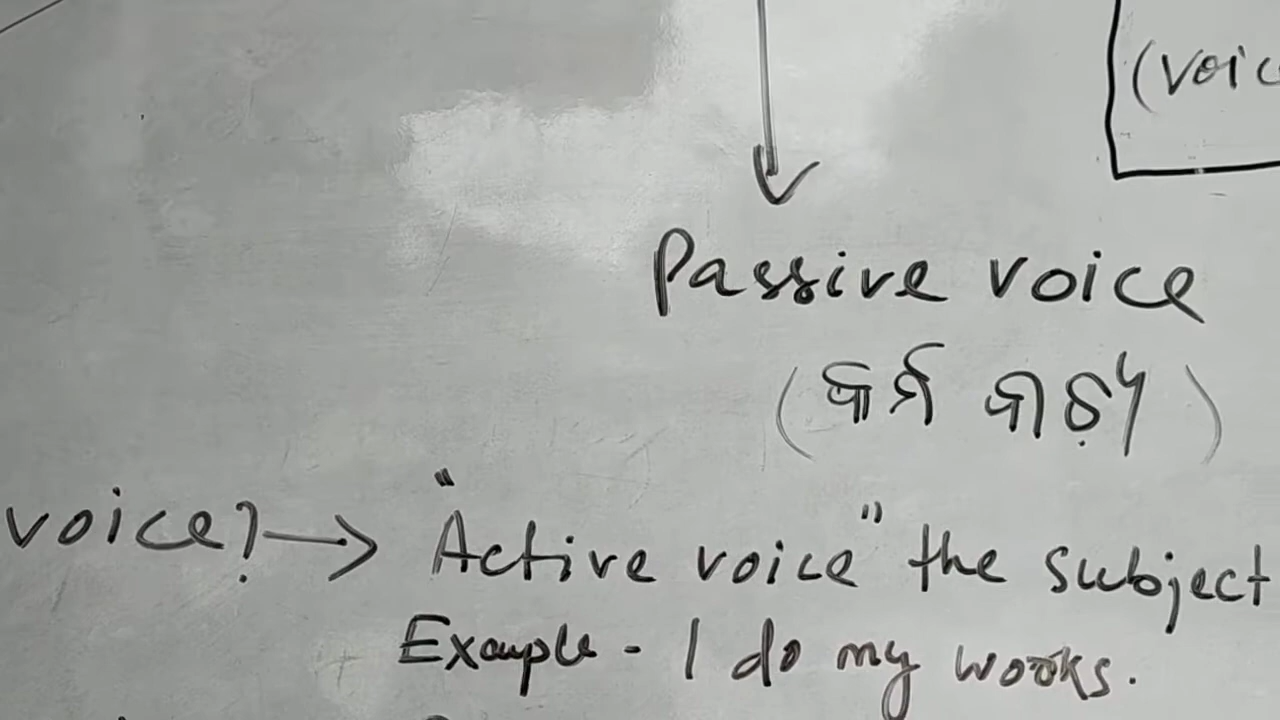 (voic
Passive voice
(କର୍ମ ବାଚ୍ୟ)
voice? → "Active voice" the subject
Example - I do my works.